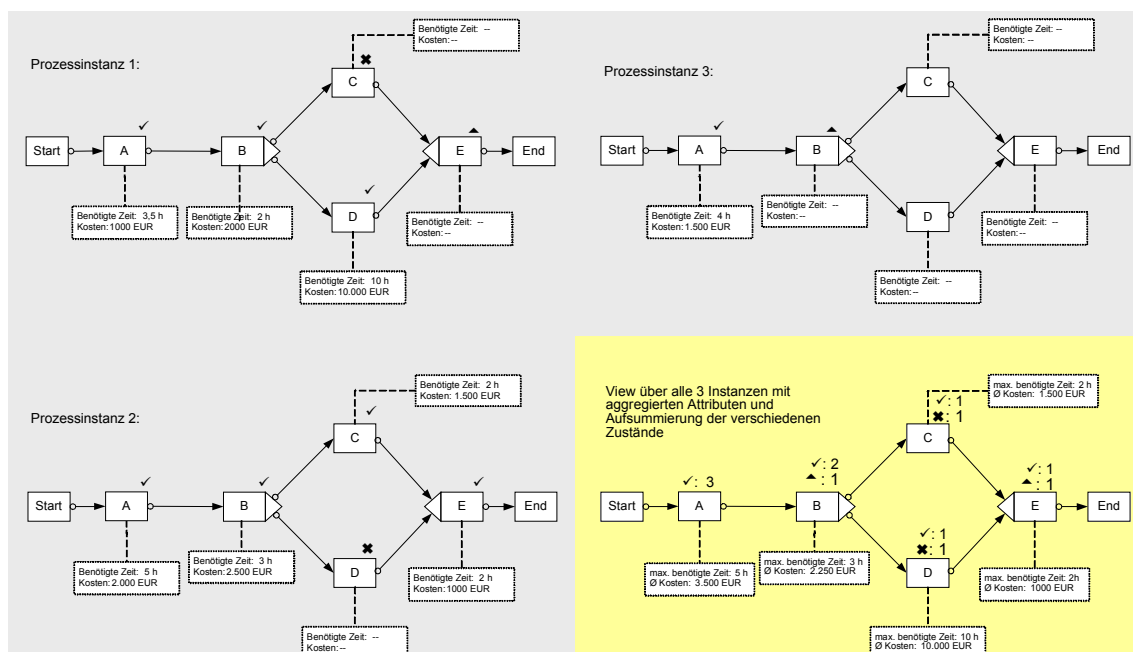 Prozessinstanz 1:
Benötigte Zeit: --
Kosten: --
✖
C
✓
✓
▲
Start
A
B
E
End
✓
D
Benötigte Zeit: 3,5 h
Kosten: 1000 EUR
Benötigte Zeit: 2 h
Kosten: 2000 EUR
Benötigte Zeit: --
Kosten: --
Benötigte Zeit: 10 h
Kosten: 10.000 EUR
Prozessinstanz 3:
Benötigte Zeit: --
Kosten: --
C
✓
▲
Start
A
B
E
End
D
Benötigte Zeit: 4 h
Kosten: 1.500 EUR
Benötigte Zeit: --
Kosten: --
Benötigte Zeit: --
Kosten: --
Benötigte Zeit: --
Kosten: --
Prozessinstanz 2:
Benötigte Zeit: 2 h
Kosten: 1.500 EUR
✓
C
✓
✓
✓
Start
A
B
E
End
✖
D
Benötigte Zeit: 5 h
Kosten: 2.000 EUR
Benötigte Zeit: 3 h
Kosten: 2.500 EUR
Benötigte Zeit: 2 h
Kosten: 1000 EUR
Benötigte Zeit: --
Kosten: --
View über alle 3 Instanzen mit
aggregierten Attributen und
Aufsummierung der verschiedenen
Zustände
max. benötigte Zeit: 2 h
Ø Kosten: 1.500 EUR
✓: 1
✖: 1
C
✓: 3
✓: 2
▲: 1
✓: 1
▲: 1
Start
A
B
E
End
✓: 1
✖: 1
D
max. benötigte Zeit: 5 h
Ø Kosten: 3.500 EUR
max. benötigte Zeit: 3 h
Ø Kosten: 2.250 EUR
max. benötigte Zeit: 2h
Ø Kosten: 1000 EUR
max. benötigte Zeit: 10 h
Ø Kosten: 10.000 EUR